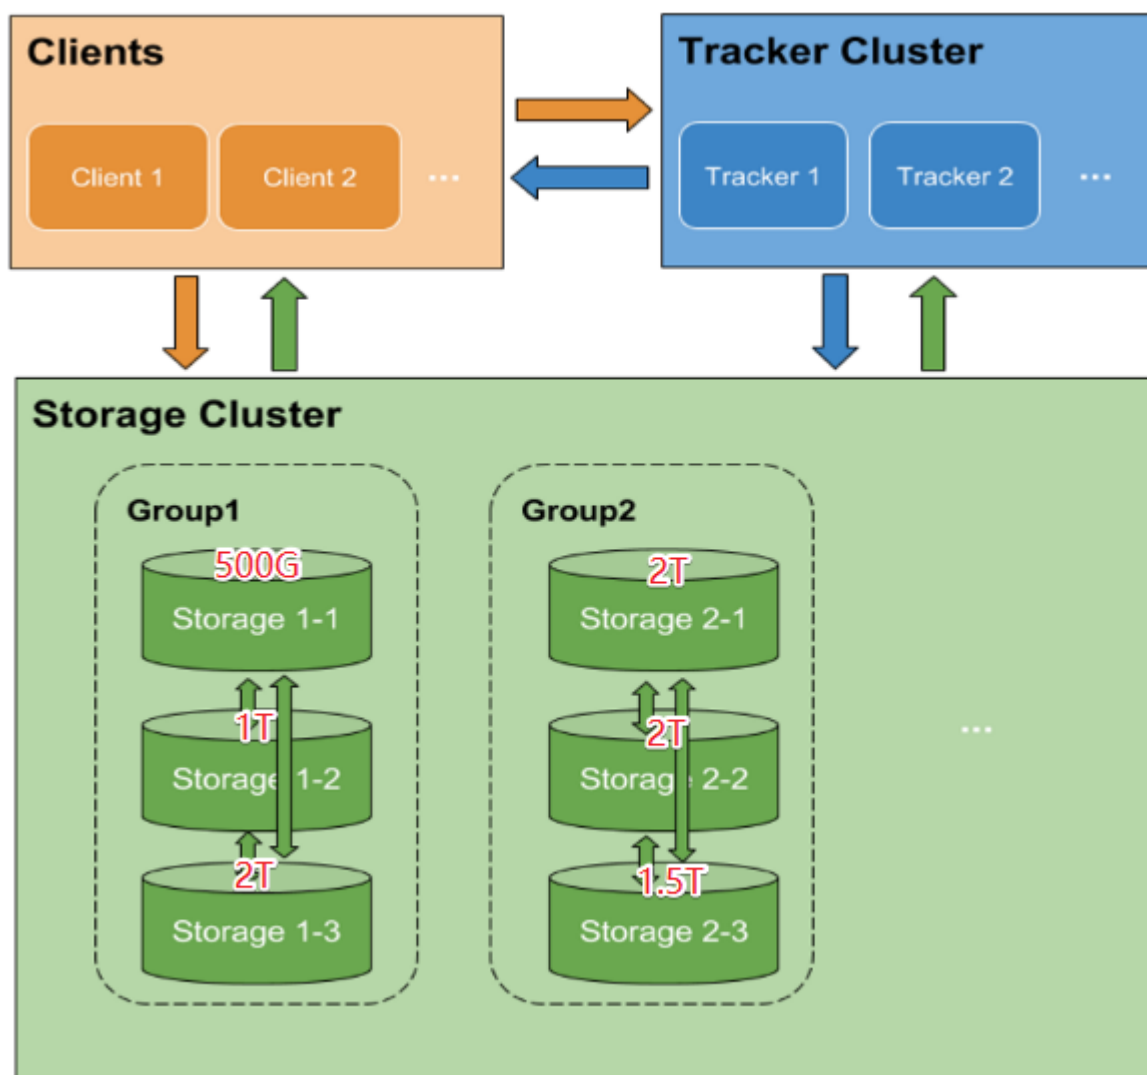 Clients
Tracker Cluster
Client 1
Client 2
...
Tracker 1
Tracker 2
...
Storage Cluster
Group1
Group2
500G
2T
Storage 1-1
Storage 2-1
1T
2T
Storage 1-2
Storage 2-2
...
2T
1.5T
Storage 1-3
Storage 2-3